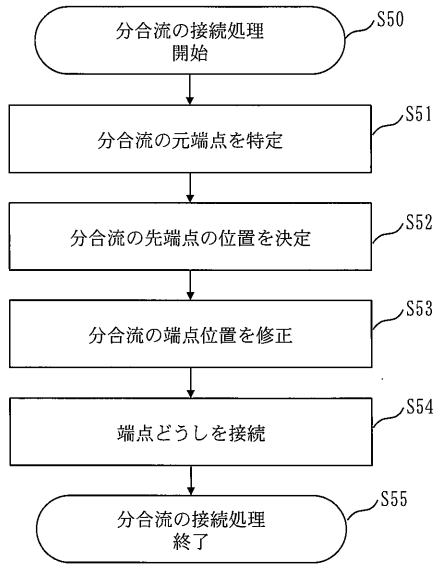 分合流の接続処理
開始
S50
分合流の元端点を特定
S51
分合流の先端点の位置を決定
S52
分合流の端点位置を修正
S53
端点どうしを接続
S54
分合流の接続処理
終了
S55